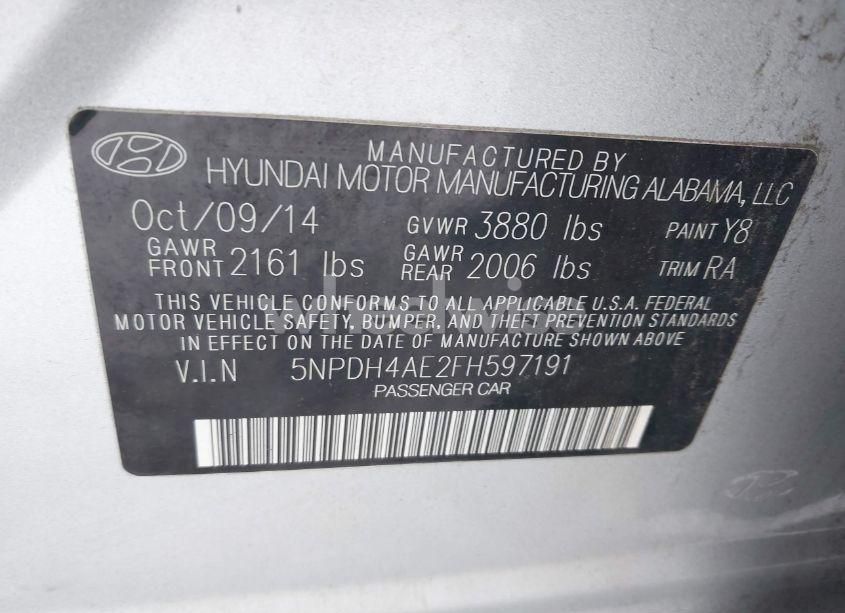 MANUFACTURED BY
HYUNDAI MOTOR MANUFACTURING ALABAMA, LLC
Oct/09/14 GVWR 3880 lbs PAINT Y8
GAWR FRONT 2161 lbs GAWR REAR 2006 lbs TRIM RA
THIS VEHICLE CONFORMS TO ALL APPLICABLE U.S.A. FEDERAL
MOTOR VEHICLE SAFETY, BUMPER, AND THEFT PREVENTION STANDARDS
IN EFFECT ON THE DATE OF MANUFACTURE SHOWN ABOVE
V.I.N 5NPDH4AE2FH597191
PASSENGER CAR